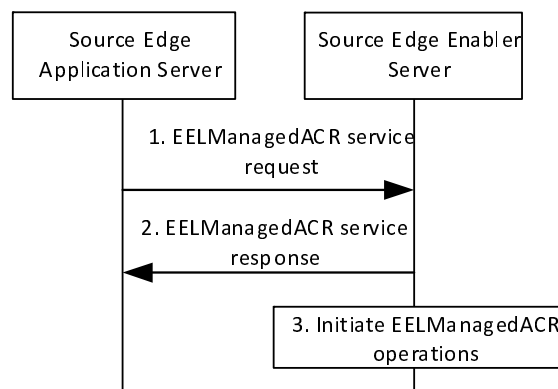 Source Edge
Application Server
Source Edge Enabler
Server
1. EELManagedACR service
request
2. EELManagedACR service
response
3. Initiate EELManagedACR
operations